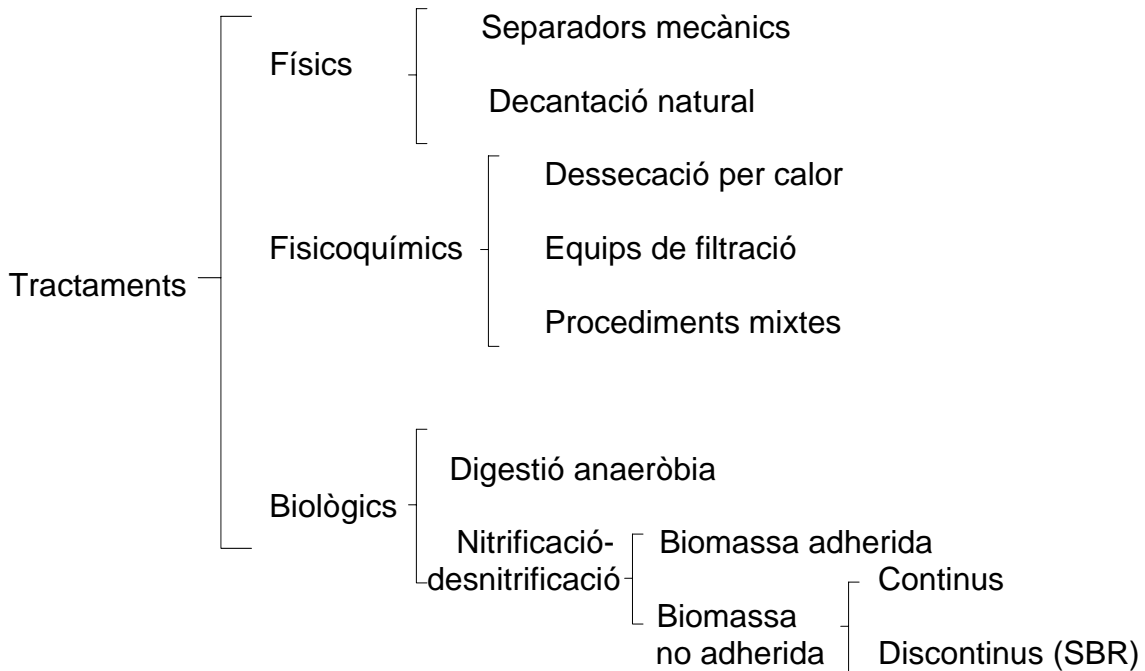 Tractaments
Físics
Separadors mecànics
Decantació natural
Fisicoquímics
Dessecació per calor
Equips de filtració
Procediments mixtes
Biològics
Digestió anaeròbia
Nitrificació-
desnitrificació
Biomassa adherida
Biomassa
no adherida
Continus
Discontinus (SBR)